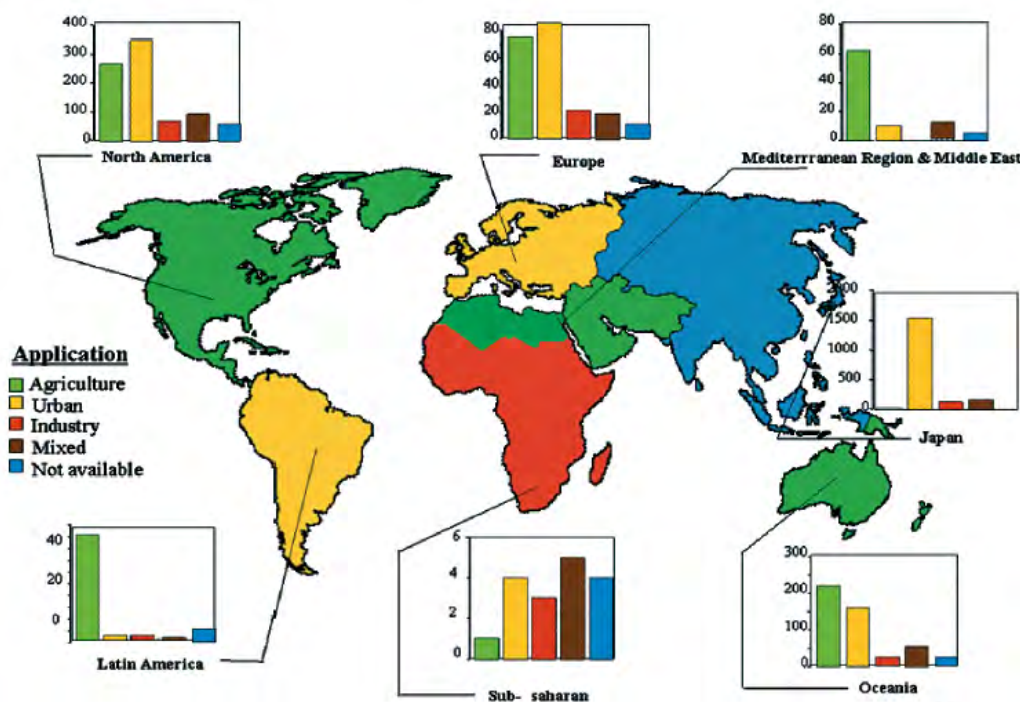 400
300
200
100
0
North America
80
60
40
20
0
Europe
80
60
40
20
0
Mediterrranean Region & Middle East
Application
Agriculture
Urban
Industry
Mixed
Not available
2000
1500
1000
500
0
Japan
40
20
0
Latin America
6
4
2
0
Sub- saharan
300
200
100
0
Oceania